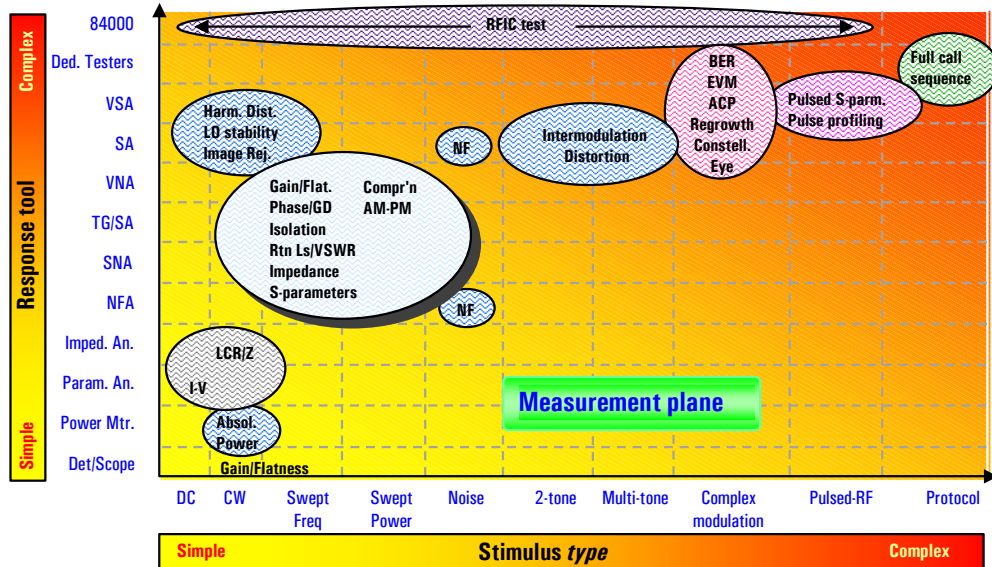 84000
RFIC test
Complex
Ded. Testers
BER
EVM
ACP
Regrowth
Constell.
Eye
Full call
sequence
VSA
Harm. Dist.
LO stability
Image Rej.
Pulsed S-parm.
Pulse profiling
SA
NF
Intermodulation
Distortion
VNA
Gain/Flat.
Phase/GD
Isolation
Rtn Ls/VSWR
Impedance
S-parameters
Compr'n
AM-PM
TG/SA
Response tool
SNA
NFA
NF
Imped. An.
LCR/Z
Param. An.
I-V
Measurement plane
Power Mtr.
Absol.
Power
Simple
Det/Scope
Gain/Flatness
DC
CW
Swept
Freq
Swept
Power
Noise
2-tone
Multi-tone
Complex
modulation
Pulsed-RF
Protocol
Simple
Stimulus type
Complex